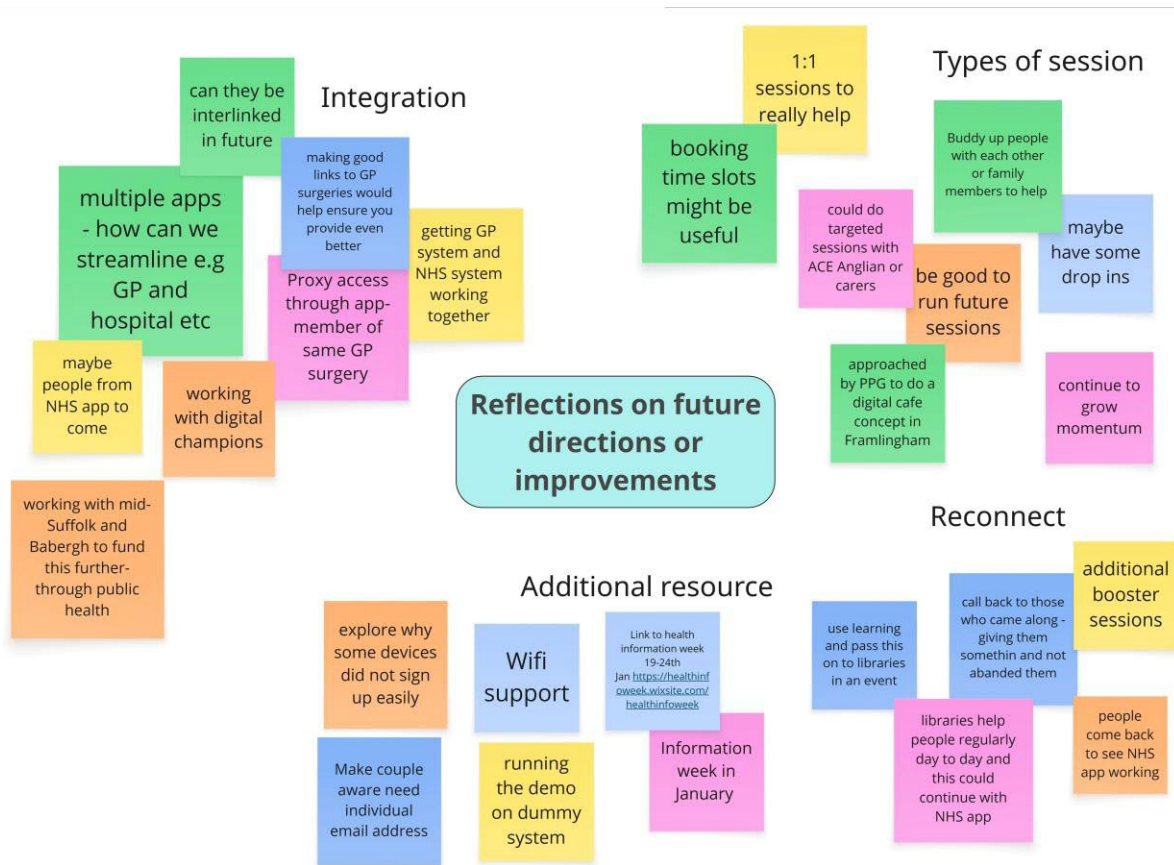 Integration
can they be
interlinked
in future
making good
links to GP
surgeries would
help ensure you
provide even
better
multiple apps
- how can we
streamline e.g
GP and
hospital etc
getting GP
system and
NHS system
working
together
Proxy access
through app-
member of
same GP
surgery
maybe
people from
NHS app to
come
working
with digital
champions
working with mid-
Suffolk and
Babergh to fund
this further-
through public
health
Types of session
1:1
sessions to
really help
booking
time slots
might be
useful
Buddy up people
with each other
or family
members to help
could do
targeted
sessions with
ACE Anglian or
carers
maybe
have some
drop ins
be good to
run future
sessions
approached
by PPG to do a
digital cafe
concept in
Framlingham
continue to
grow
momentum
Reflections on future
directions or
improvements
Additional resource
explore why
some devices
did not sign
up easily
Wifi
support
Link to health
information week
19-24th
Jan https://healthinf
oweek.wixsite.com/
healthinfoweek
Make couple
aware need
individual
email address
running
the demo
on dummy
system
Information
week in
January
Reconnect
additional
booster
sessions
use learning
and pass this
on to libraries
in an event
call back to those
who came along -
giving them
somethin and not
abanded them
libraries help
people regularly
day to day and
this could
continue with
NHS app
people
come back
to see NHS
app working